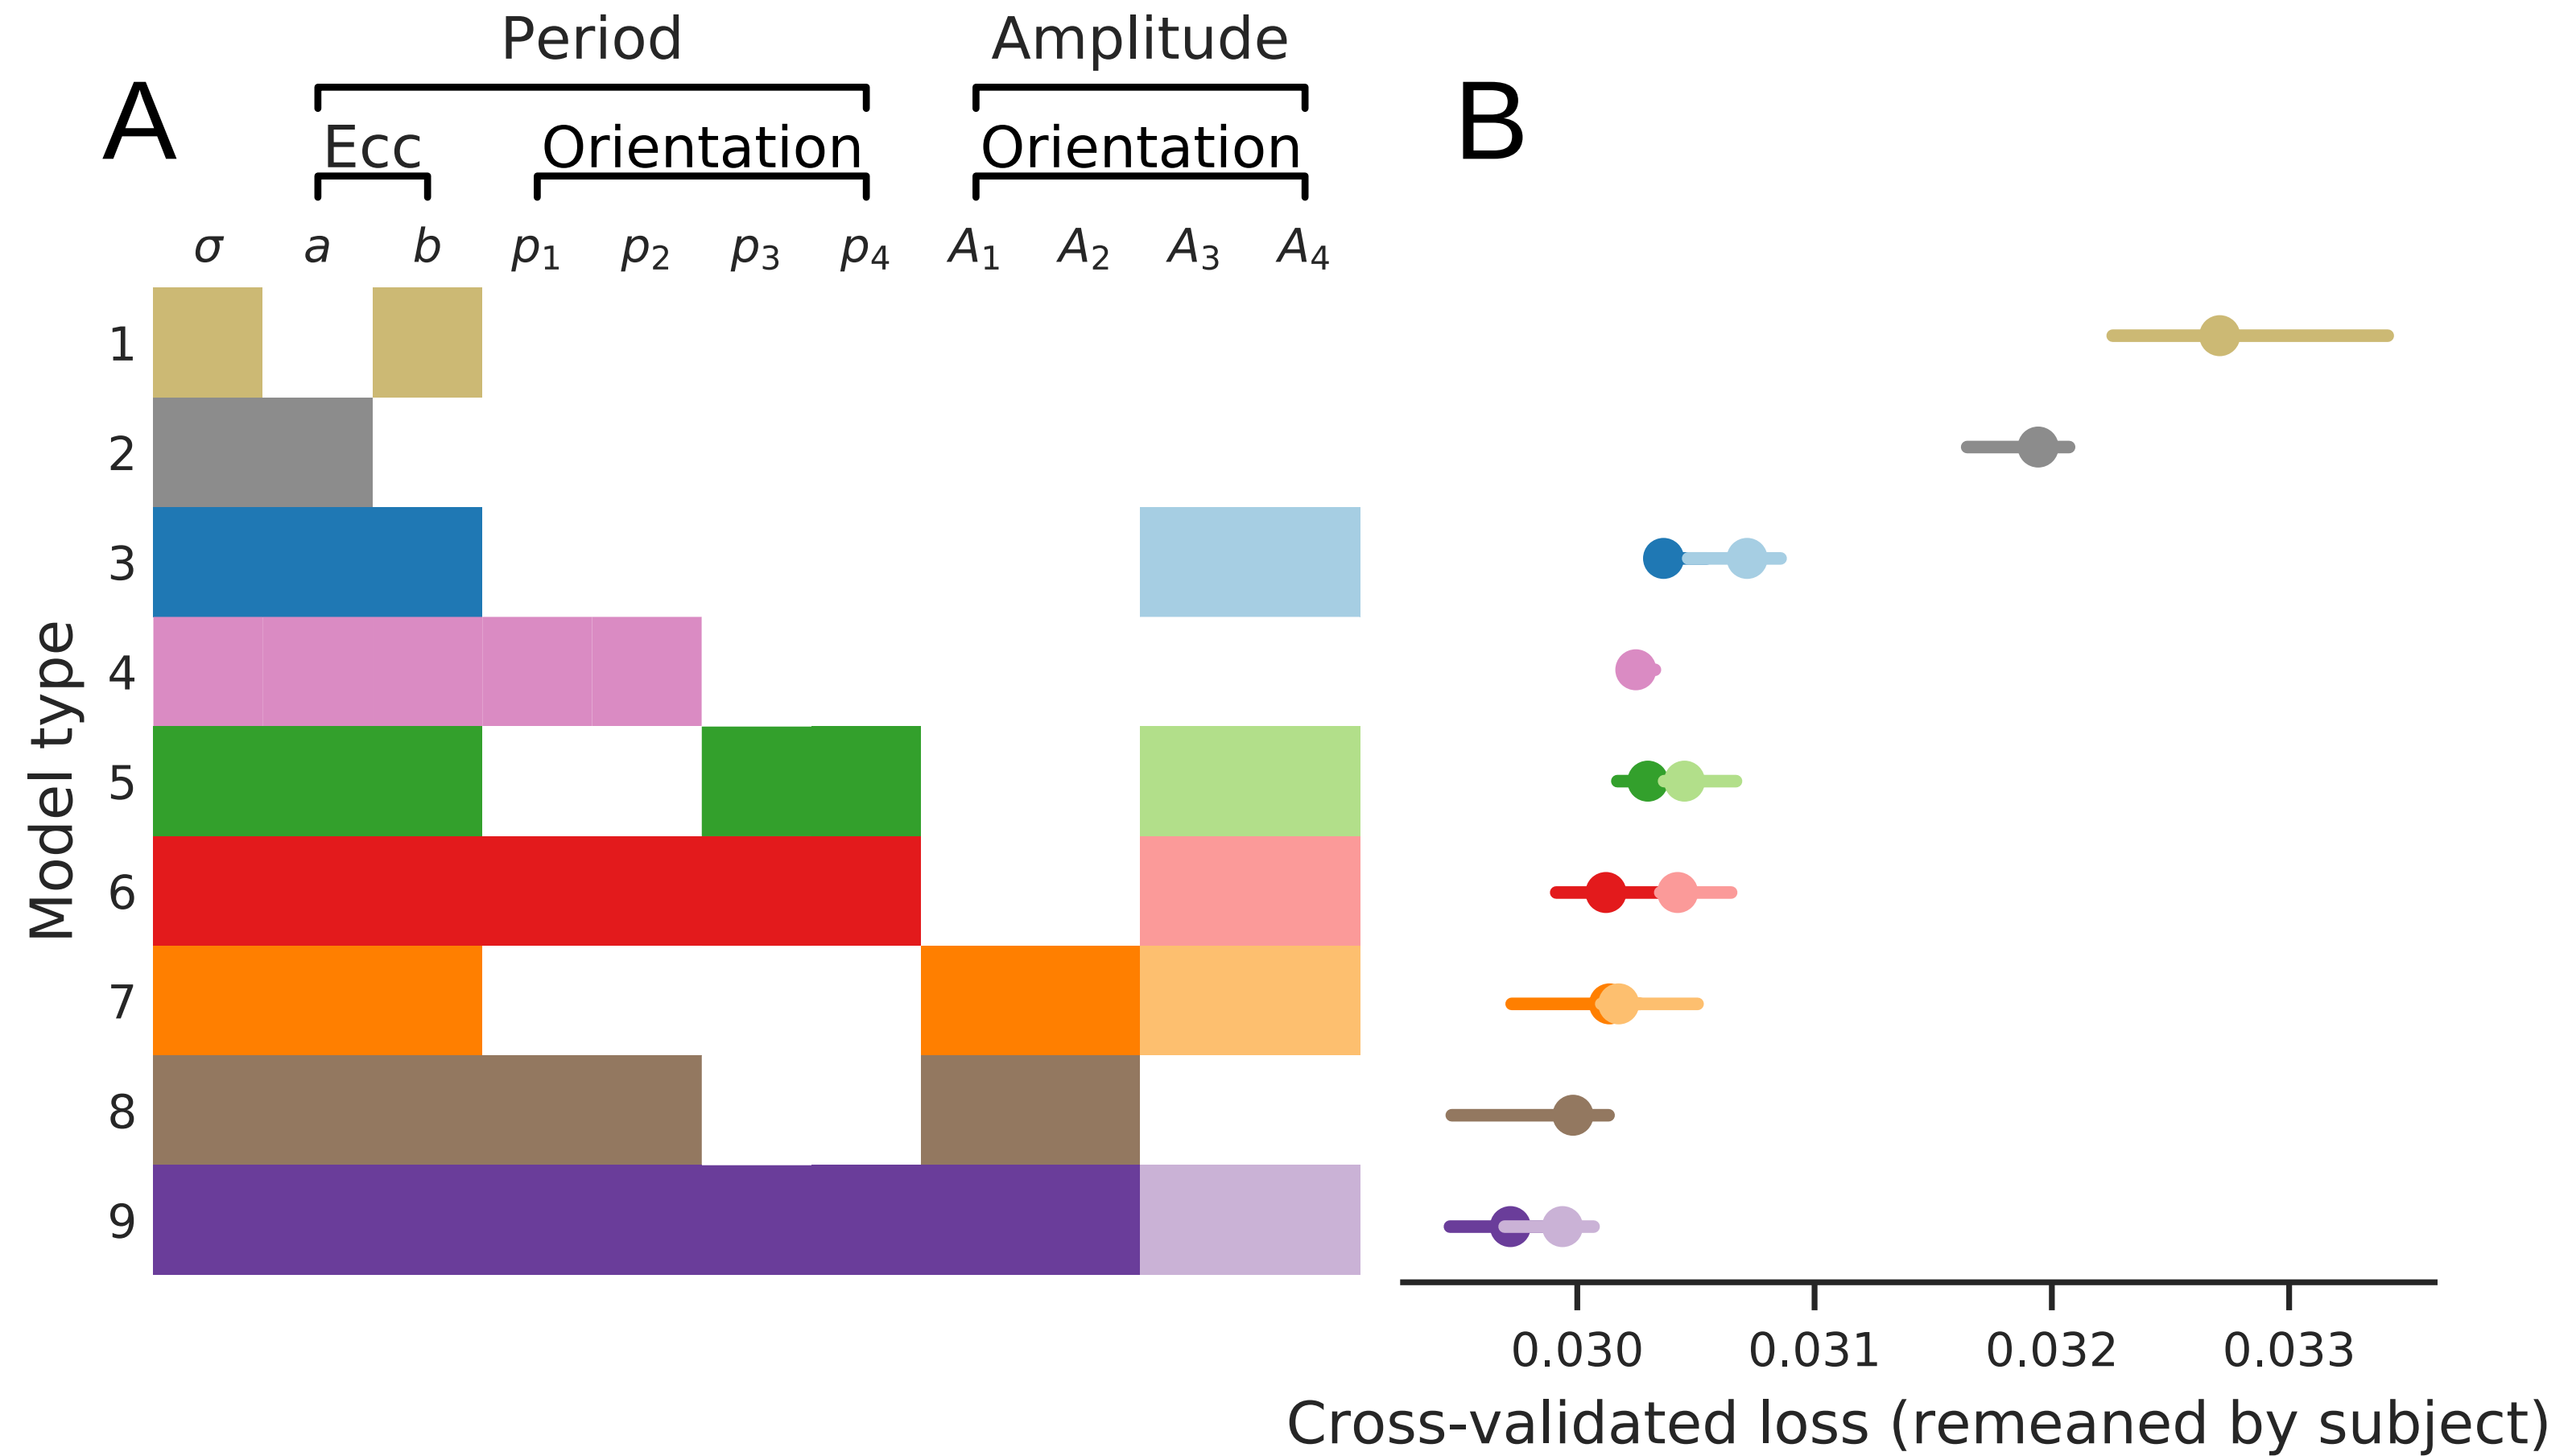 Period Amplitude
A B
Ecc Orientation Orientation
σ a b p₁ p₂ p₃ p₄ A₁ A₂ A₃ A₄
Model type
1
2
3
4
5
6
7
8
9
0.030 0.031 0.032 0.033
Cross-validated loss (remeaned by subject)